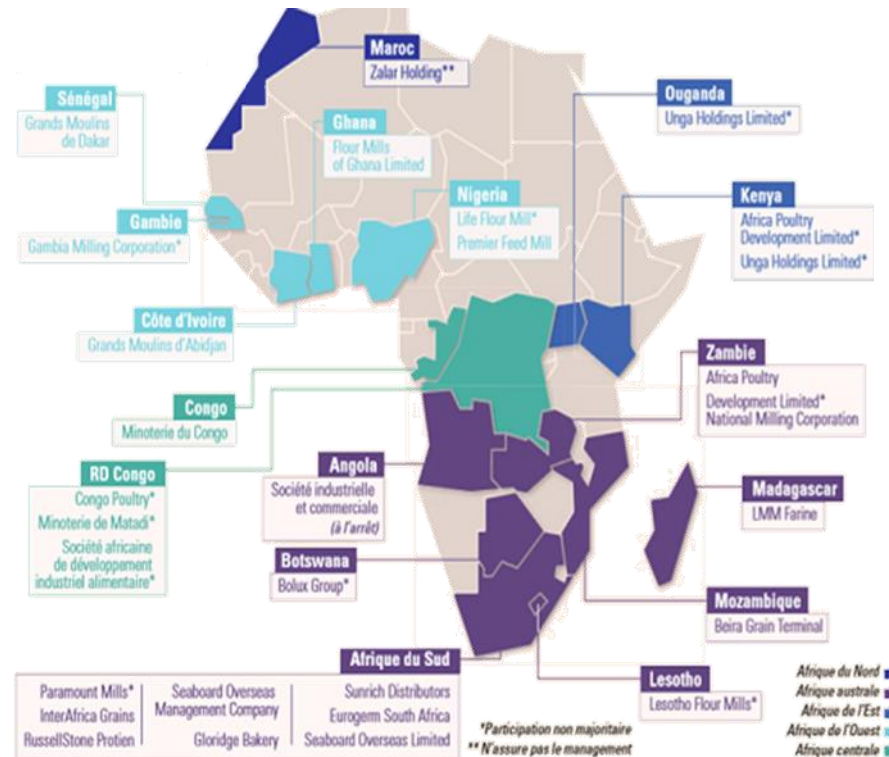 Maroc
Zalar Holding**
Sénégal
Grands Moulins
de Dakar
Ghana
Flour Mills
of Ghana Limited
Ouganda
Unga Holdings Limited*
Gambie
Gambia Milling Corporation*
Nigeria
Life Flour Mill*
Premier Feed Mill
Kenya
Africa Poultry
Development Limited*
Unga Holdings Limited*
Côte d'Ivoire
Grands Moulins d'Abidjan
Zambie
Africa Poultry
Development Limited*
National Milling Corporation
Congo
Minoterie du Congo
RD Congo
Congo Poultry*
Minoterie de Matadi*
Société africaine
de développement
industriel alimentaire*
Angola
Société industrielle
et commerciale
(à l'arrêt)
Madagascar
LMM Farine
Botswana
Bolux Group*
Mozambique
Beira Grain Terminal
Afrique du Sud
Paramount Mills*
InterAfrica Grains
RussellStone Protien
Seaboard Overseas
Management Company
Gloridge Bakery
Sunrich Distributors
Eurogerm South Africa
Seaboard Overseas Limited
Lesotho
Lesotho Flour Mills*
*Participation non majoritaire
** N'assure pas le management
Afrique du Nord
Afrique australe
Afrique de l'Est
Afrique de l'Ouest
Afrique centrale